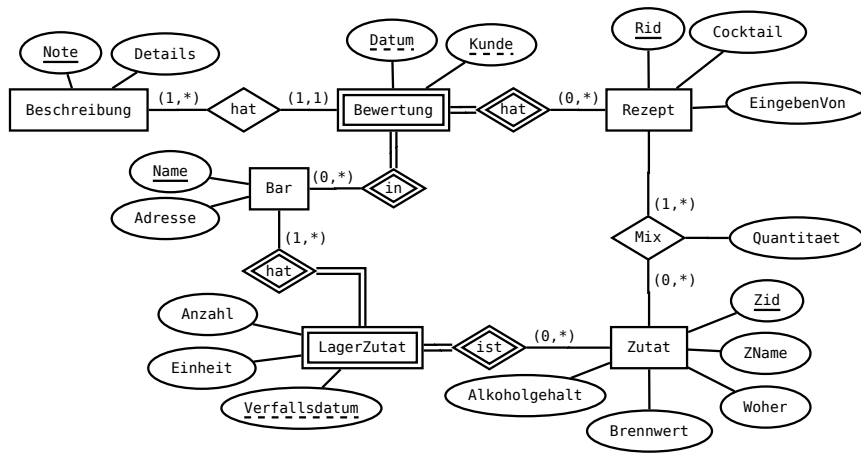 Datum
Kunde
Rid
Cocktail
Note
Details
Beschreibung
(1,*)
hat
(1,1)
Bewertung
hat
(0,*)
Rezept
EingebenVon
Name
Adresse
Bar
(0,*)
in
(1,*)
hat
(1,*)
Mix
Quantitaet
(0,*)
Anzahl
Einheit
Verfallsdatum
LagerZutat
ist
(0,*)
Zutat
Zid
ZName
Woher
Alkoholgehalt
Brennwert